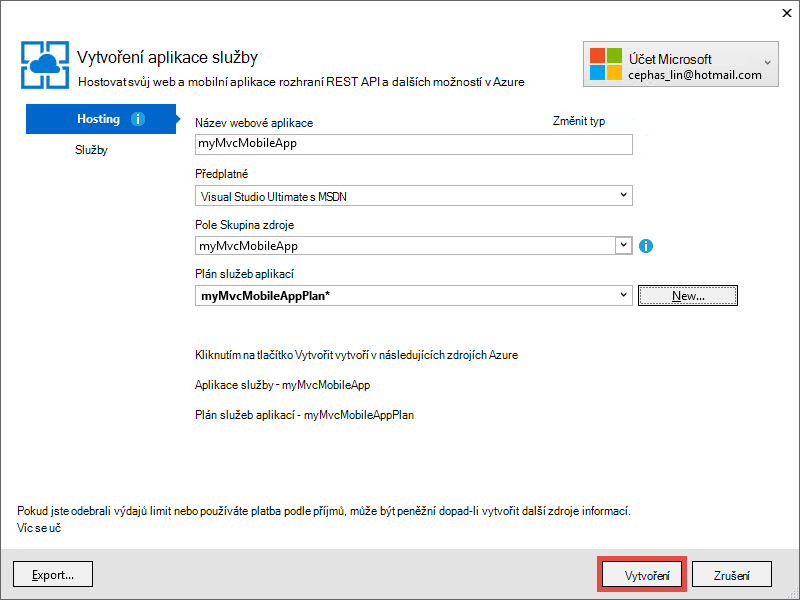 Vytvoření aplikace služby
Hostovat svůj web a mobilní aplikace rozhraní REST API a dalších možností v Azure
Účet Microsoft
cephas_lin@hotmail.com
Hosting
Služby
Název webové aplikace
Změnit typ
myMvcMobileApp
Předplatné
Visual Studio Ultimate s MSDN
Pole Skupina zdroje
myMvcMobileApp
Plán služeb aplikací
myMvcMobileAppPlan*
New...
Kliknutím na tlačítko Vytvořit vytvoří v následujících zdrojích Azure
Aplikace služby - myMvcMobileApp
Plán služeb aplikací - myMvcMobileAppPlan
Pokud jste odebrali výdajů limit nebo používáte platba podle příjmů, může být peněžní dopad-li vytvořit další zdroje informací.
Víc se uč
Export...
Vytvoření
Zrušení